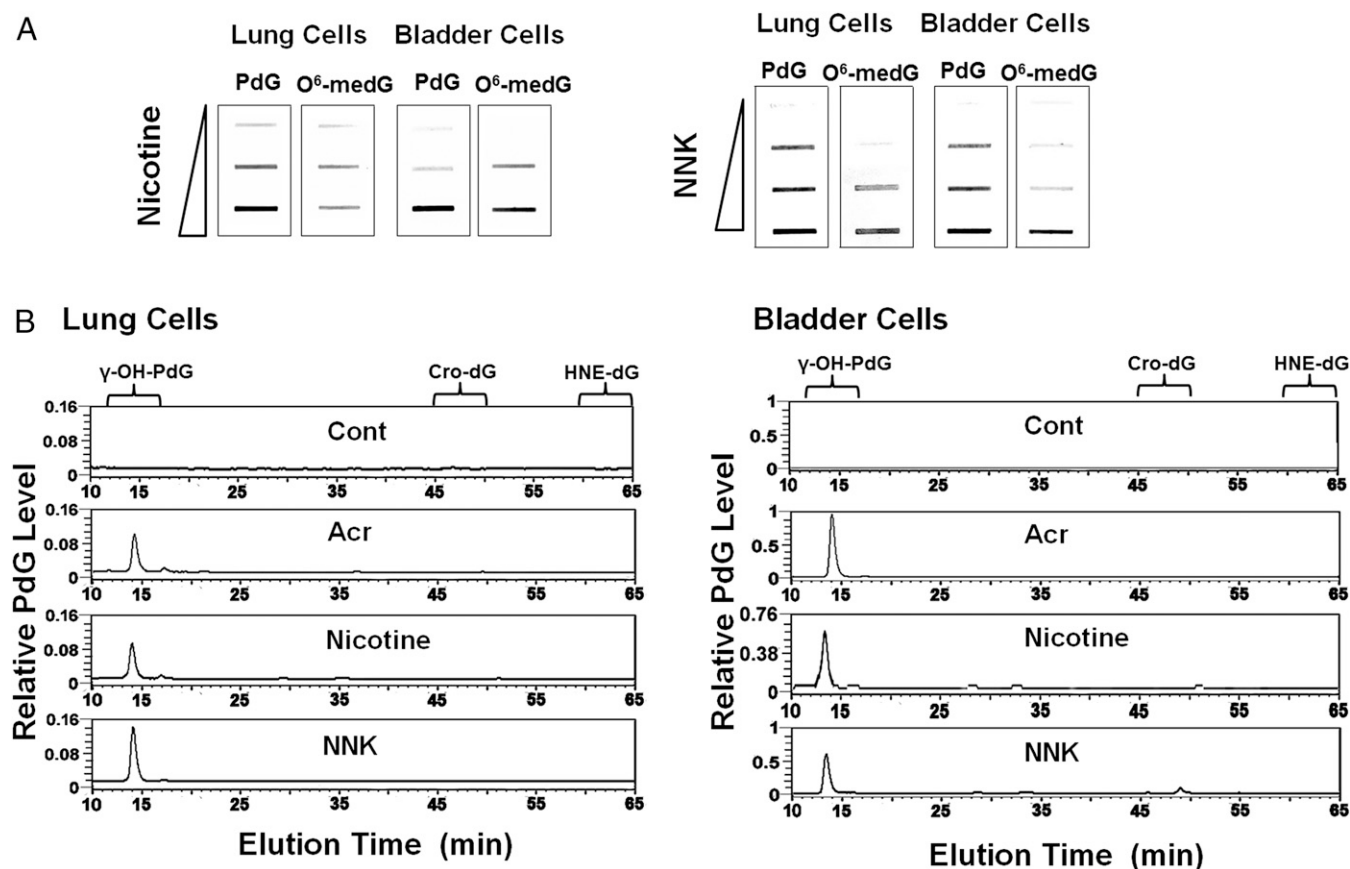 A
Lung Cells Bladder Cells
PdG O⁶-medG PdG O⁶-medG
Nicotine
Lung Cells Bladder Cells
PdG O⁶-medG PdG O⁶-medG
NNK
B Lung Cells
γ-OH-PdG Cro-dG HNE-dG
Relative PdG Level
0.16
0.08
0
Cont
10 15 25 35 45 55 65
0.16
0.08
0
Acr
10 15 25 35 45 55 65
0.16
0.08
0
Nicotine
10 15 25 35 45 55 65
0.16
0.08
0
NNK
10 15 25 35 45 55 65
Elution Time (min)
Bladder Cells
γ-OH-PdG Cro-dG HNE-dG
Relative PdG Level
1
0.5
0
Cont
10 15 25 35 45 55 65
1
0.5
0
Acr
10 15 25 35 45 55 65
0.76
0.38
0
Nicotine
10 15 25 35 45 55 65
1
0.5
0
NNK
10 15 25 35 45 55 65
Elution Time (min)